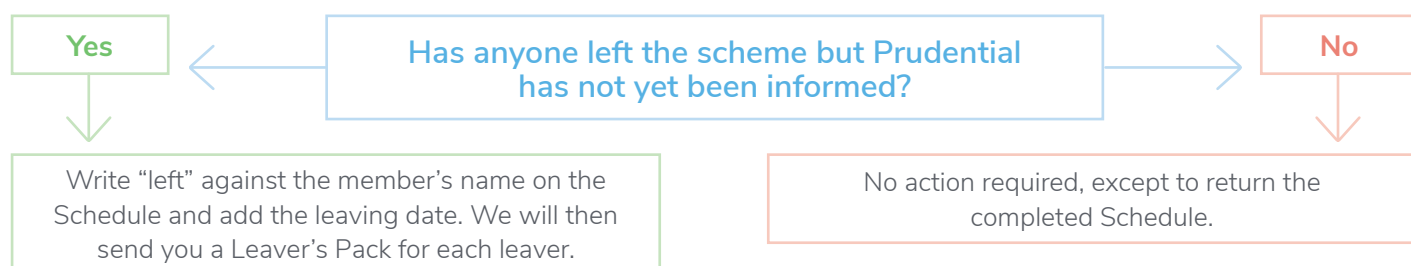 Yes
Has anyone left the scheme but Prudential
has not yet been informed?
No
Write “left” against the member’s name on the
Schedule and add the leaving date. We will then
send you a Leaver’s Pack for each leaver.
No action required, except to return the
completed Schedule.